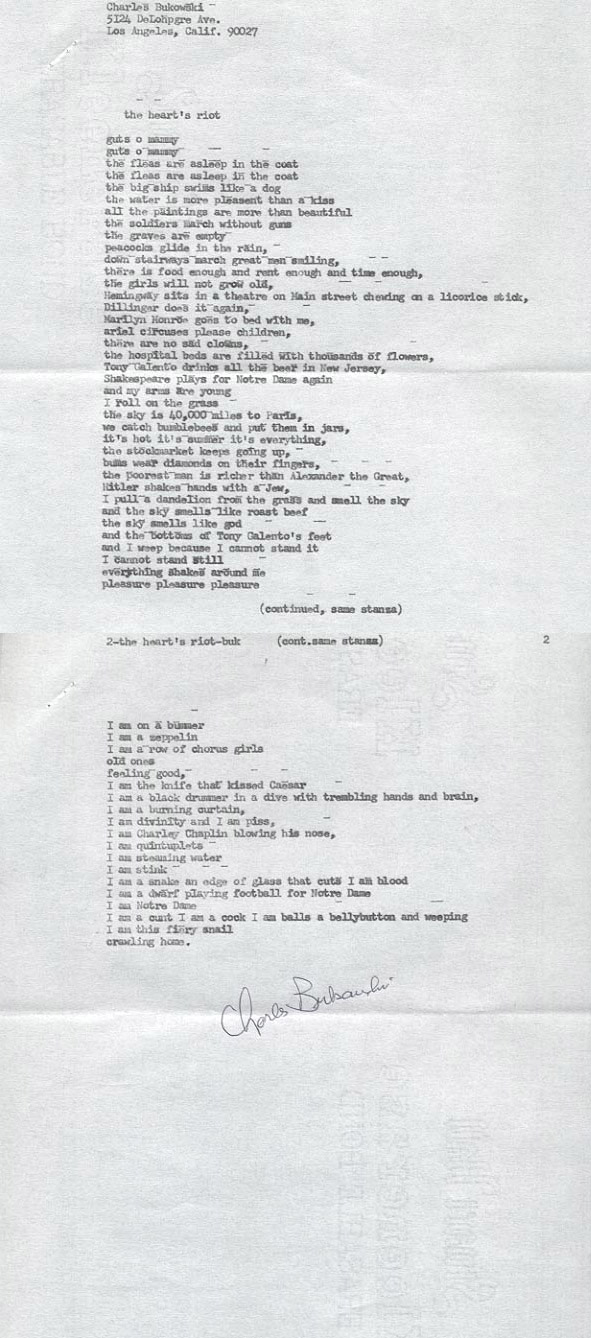 Charles Bukowski
5124 DeLohpgre Ave.
Los Angeles, Calif. 90027
the heart's riot
guts o mammy
guts o mammy
the fleas are asleep in the coat
the fleas are asleep in the coat
the big ship swims like a dog
the water is more pleasent than a kiss
all the paintings are more than beautiful
the soldiers march without guns
the graves are empty
peacocks glide in the rain,
down stairways march great men smiling,
there is food enough and rent enough and time enough,
the girls will not grow old,
Hemingway sits in a theatre on Main street chewing on a licorice stick,
Dillinger does it again,
Marilyn Monroe goes to bed with me,
ariel circuses please children,
there are no sad clowns,
the hospital beds are filled with thousands of flowers,
Tony Galento drinks all the beer in New Jersey,
Shakespeare plays for Notre Dame again
and my arms are young
I roll on the grass
the sky is 40,000 miles to Paris,
we catch bumblebees and put them in jars,
it's hot it's summer it's everything,
the stockmarket keeps going up,
bums wear diamonds on their fingers,
the poorest man is richer than Alexander the Great,
Hitler shakes hands with a Jew,
I pull a dandelion from the grass and smell the sky
and the sky smells like roast beef
the sky smells like god
and the bottoms of Tony Galento's feet
and I weep because I cannot stand it
I cannot stand still
everything shakes around me
pleasure pleasure pleasure
(continued, same stanza)
2-the heart's riot-buk (cont.same stanza) 2
I am on a bummer
I am a zeppelin
I am a row of chorus girls
old ones
feeling good,
I am the knife that kissed Caesar
I am a black drummer in a dive with trembling hands and brain,
I am a burning curtain,
I am divinity and I am piss,
I am Charley Chaplin blowing his nose,
I am quintuplets
I am steaming water
I am stink
I am a snake an edge of glass that cuts I am blood
I am a dwarf playing football for Notre Dame
I am Notre Dame
I am a cunt I am a cock I am balls a bellybutton and weeping
I am this fiery snail
crawling home.
Charles Bukowski